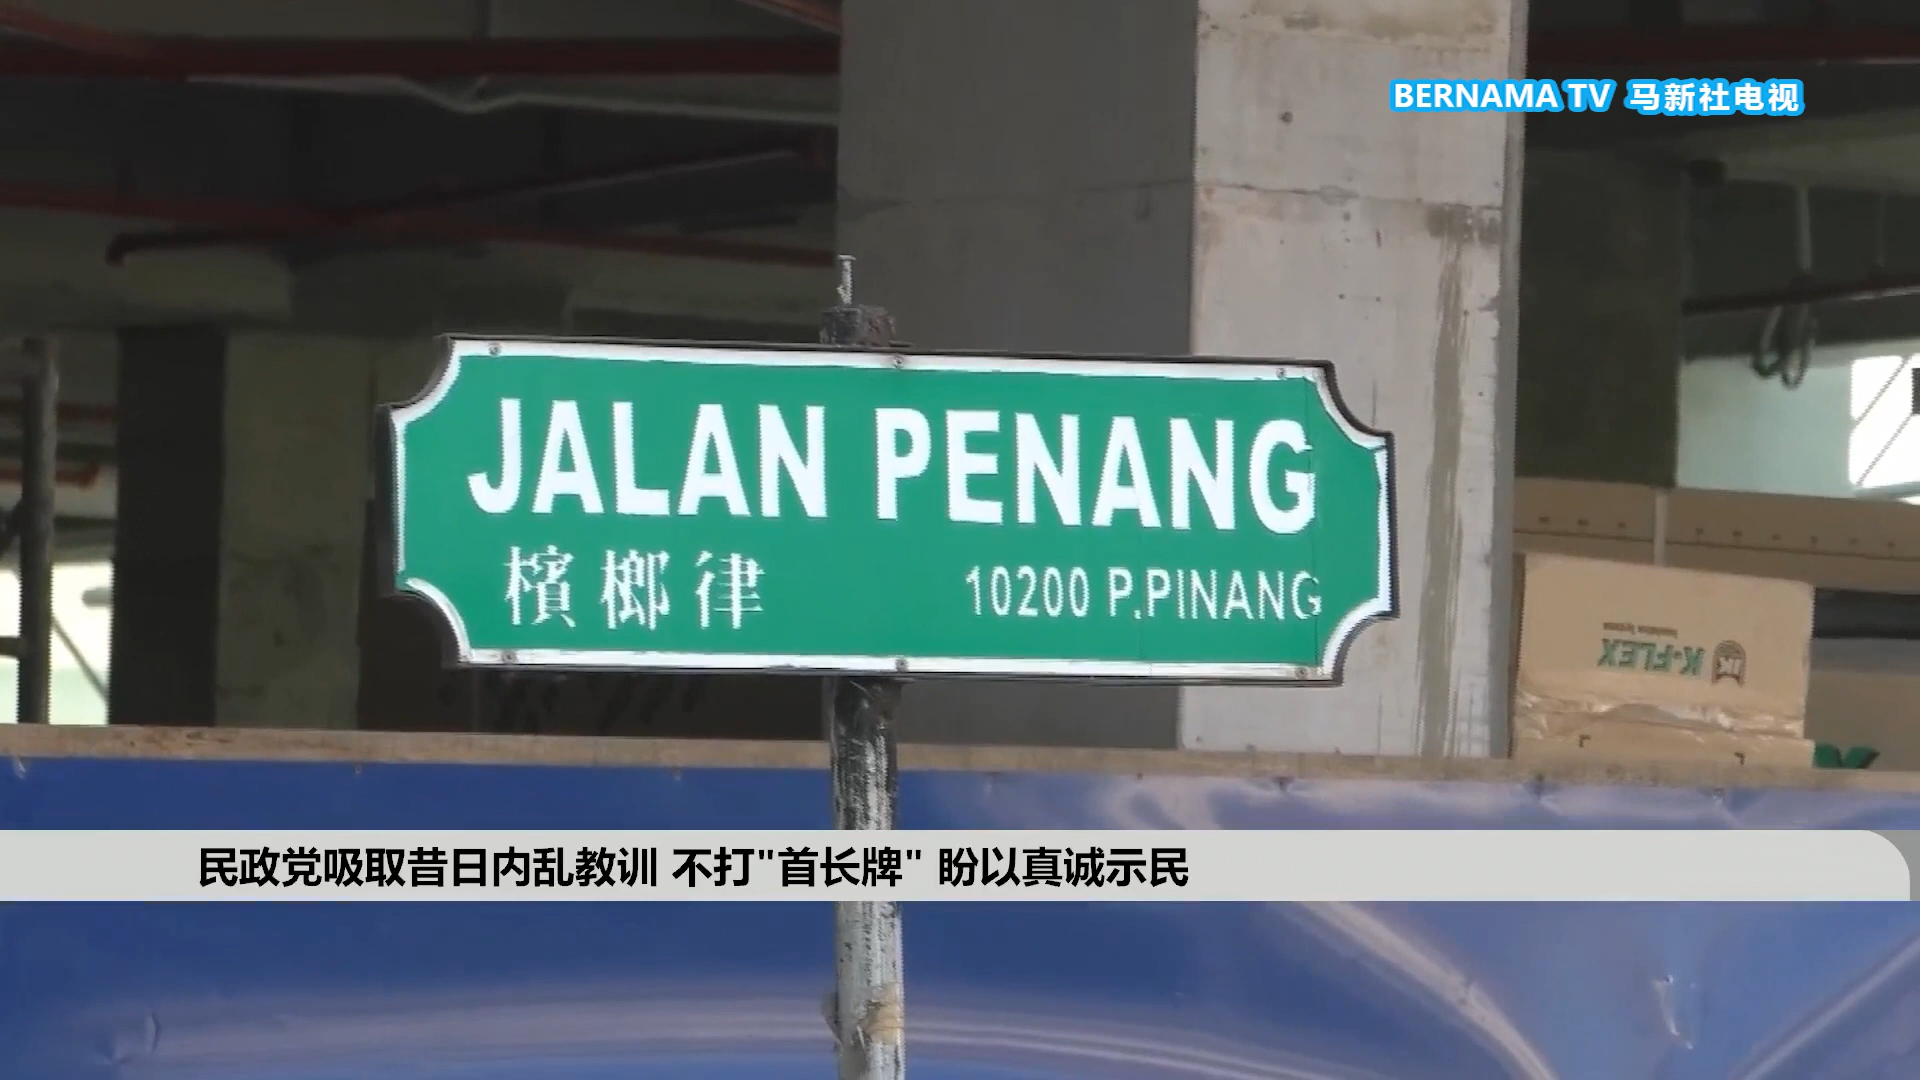 BERNAMA TV 马新社电视
JALAN PENANG
檳榔律 10200 P.PINANG
K-FLEX
民政党吸取昔日内乱教训 不打"首长牌" 盼以真诚示民